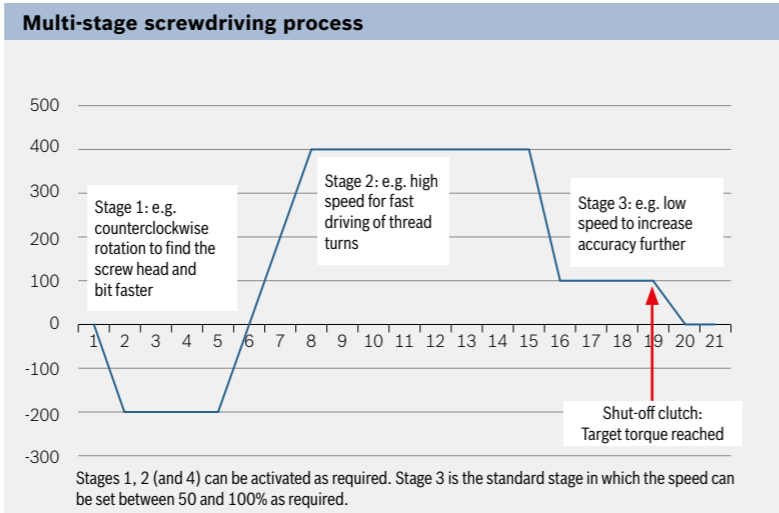 Multi-stage screwdriving process
500
400
300
200
100
0
-100
-200
-300
Stage 1: e.g.
counterclockwise
rotation to find the
screw head and
bit faster
Stage 2: e.g. high
speed for fast
driving of thread
turns
Stage 3: e.g. low
speed to increase
accuracy further
1 2 3 4 5 6 7 8 9 10 11 12 13 14 15 16 17 18 19 20 21
Shut-off clutch:
Target torque reached
Stages 1, 2 (and 4) can be activated as required. Stage 3 is the standard stage in which the speed can
be set between 50 and 100% as required.